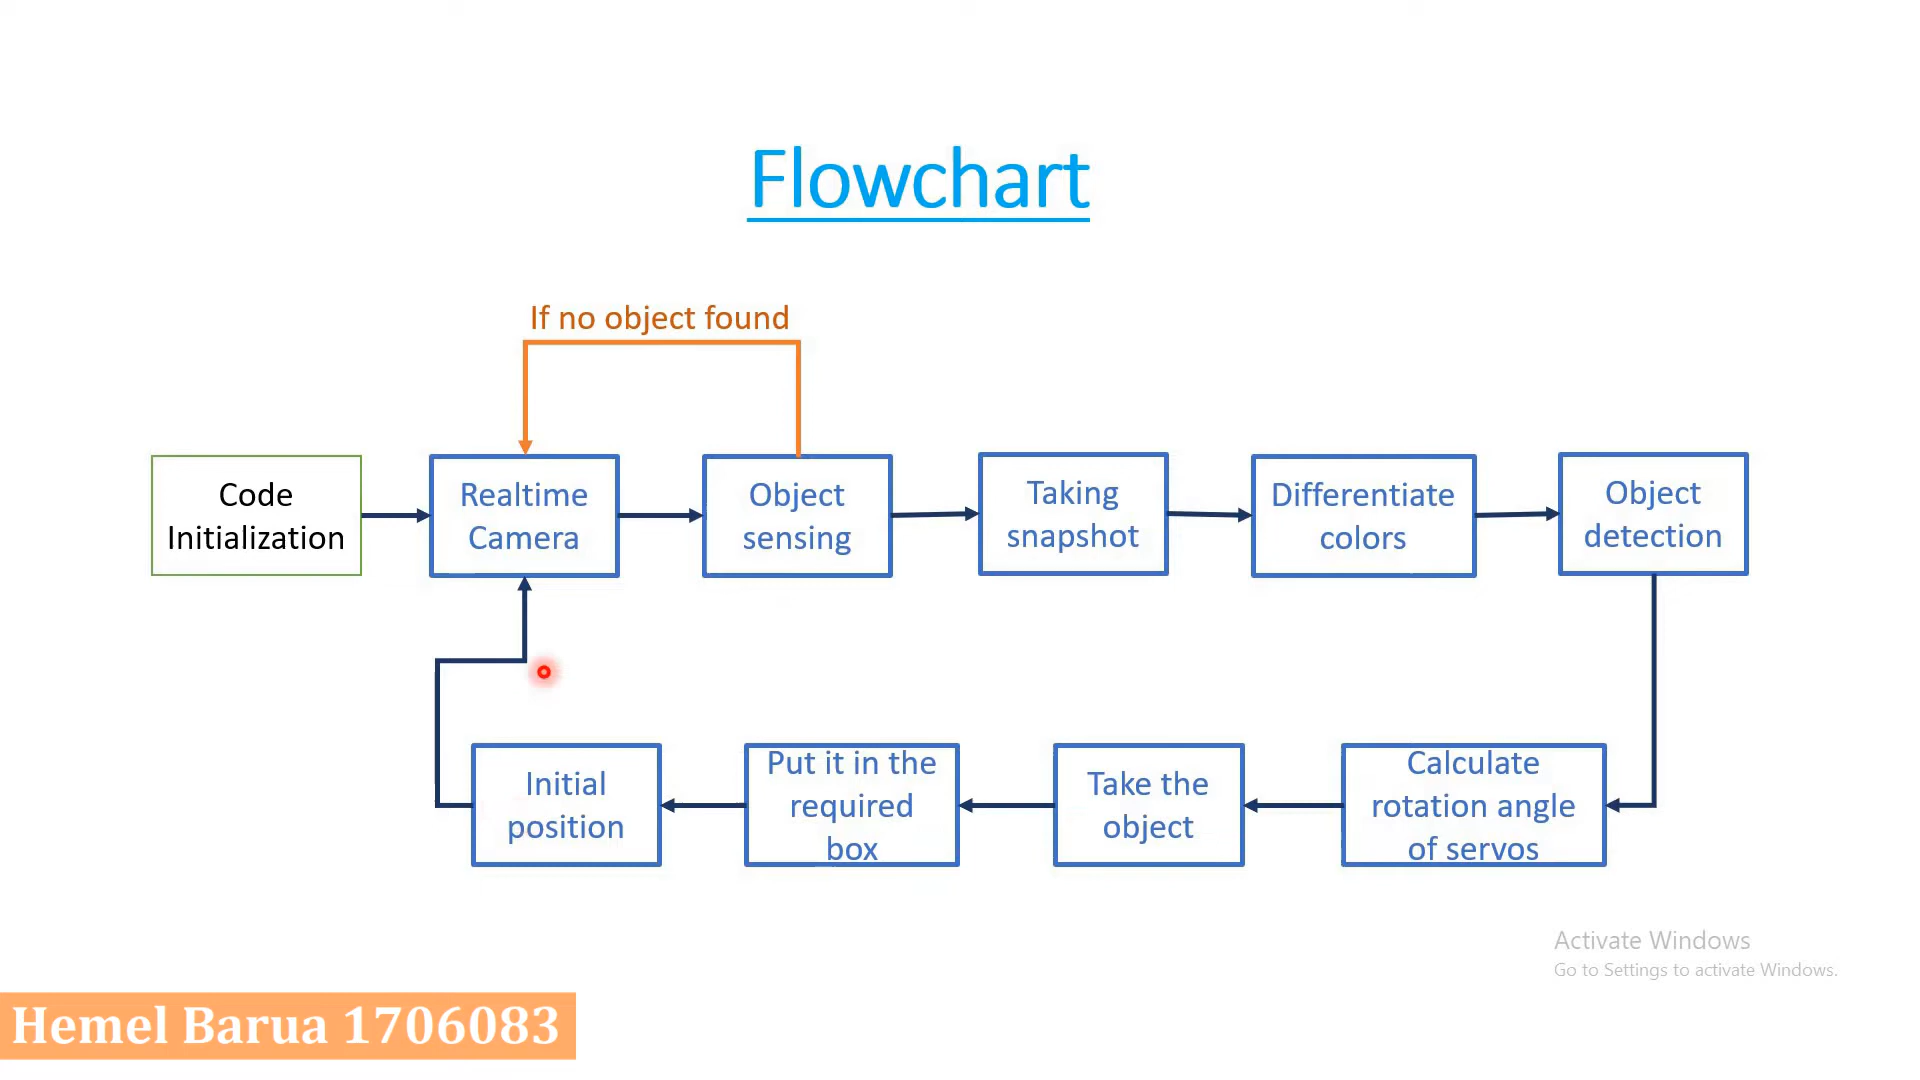 Flowchart
If no object found
Code
Initialization
Realtime
Camera
Object
sensing
Taking
snapshot
Differentiate
colors
Object
detection
Initial
position
Put it in the
required
box
Take the
object
Calculate
rotation angle
of servos
Activate Windows
Go to Settings to activate Windows.
Hemel Barua 1706083